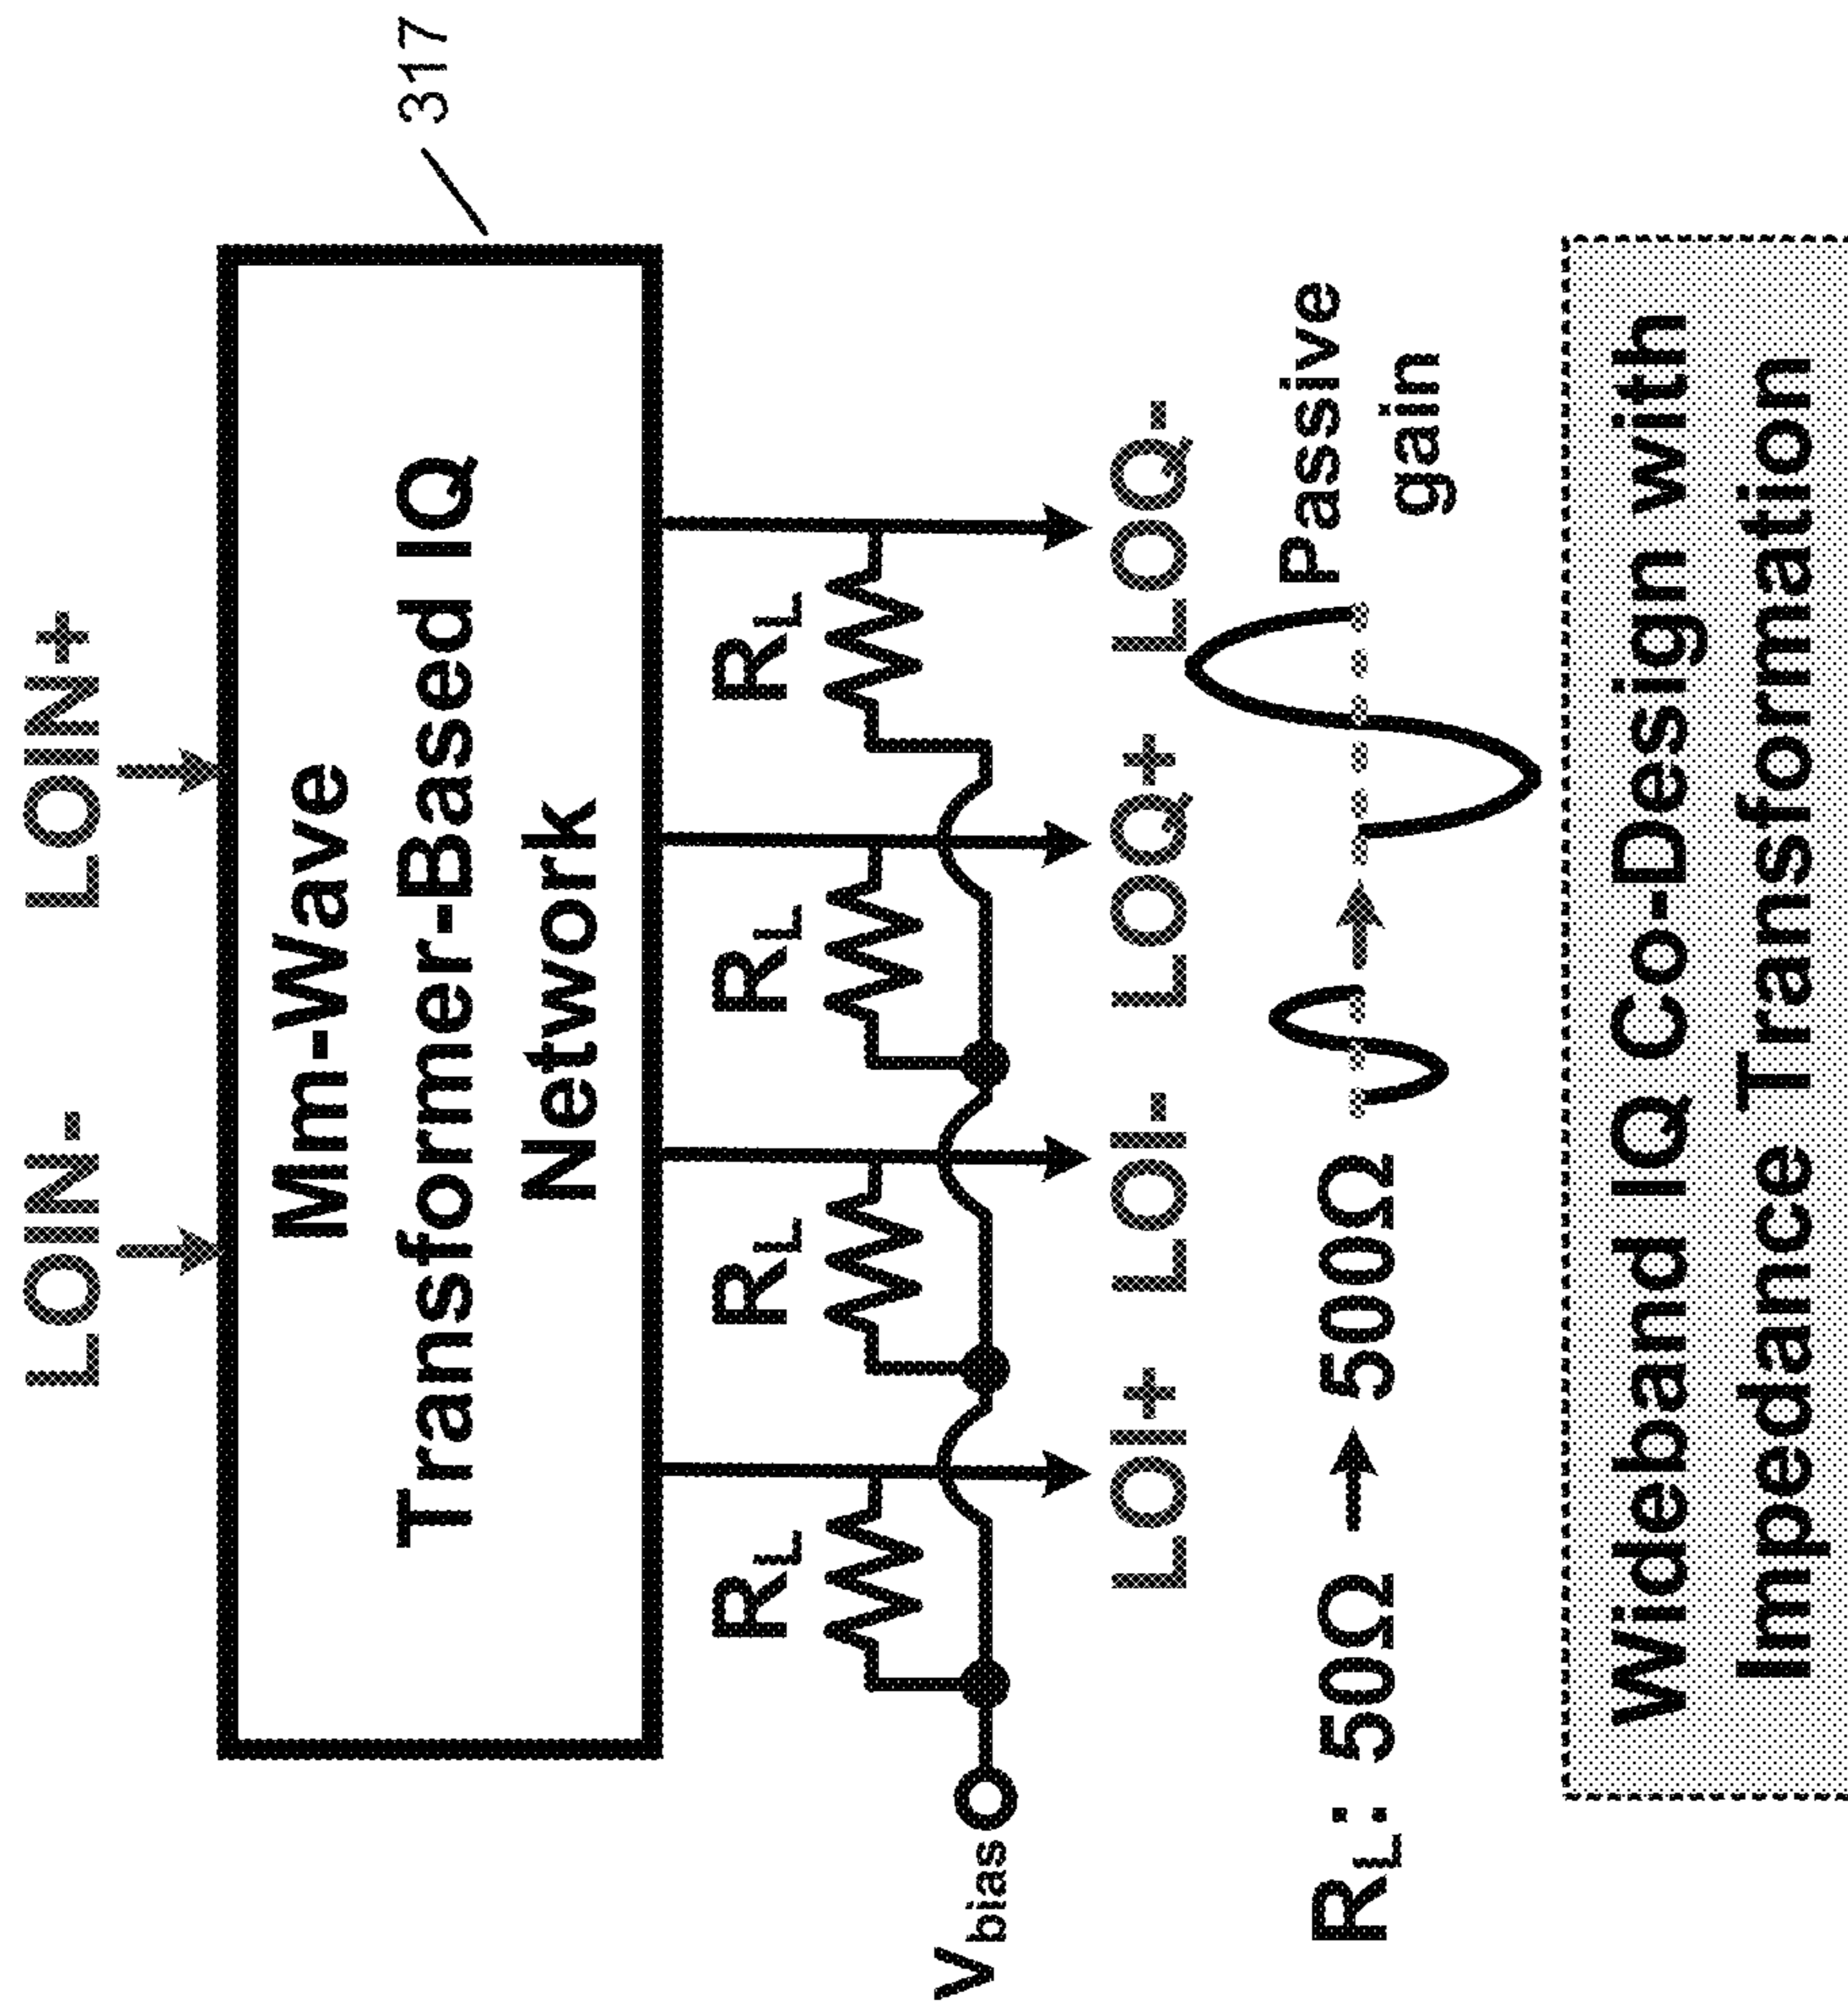 LOIN-
LOIN+
317
Mm-Wave
Transformer-Based IQ
Network
RL
RL
RL
RL
Vbias
LOI+
LOI-
LOQ+
LOQ-
RL: 50Ω → 500Ω
Passive
gain
Wideband IQ Co-Design with
Impedance Transformation